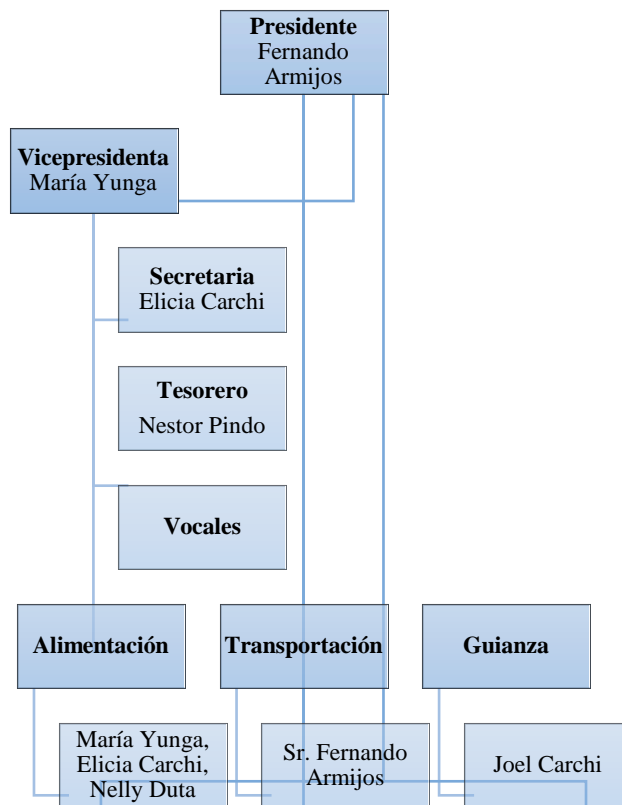 Presidente
Fernando
Armijos
Vicepresidenta
María Yunga
Secretaria
Elicia Carchi
Tesorero
Nestor Pindo
Vocales
Alimentación
Transportación
Guianza
María Yunga,
Elicia Carchi,
Nelly Duta
Sr. Fernando
Armijos
Joel Carchi